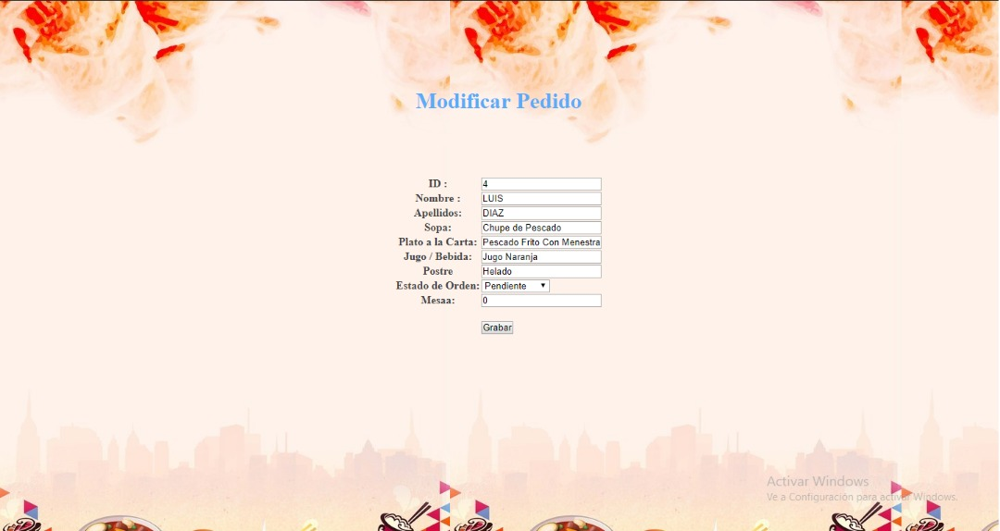 Modificar Pedido
ID : 4
Nombre : LUIS
Apellidos: DIAZ
Sopa: Chupe de Pescado
Plato a la Carta: Pescado Frito Con Menestra
Jugo / Bebida: Jugo Naranja
Postre Helado
Estado de Orden: Pendiente
Mesaa: 0
Grabar
Activar Windows
Ve a Configuración para activar Windows.